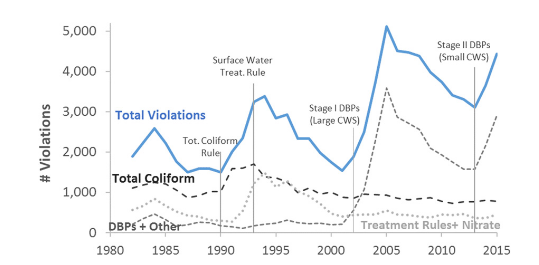 5,000
4,000
3,000
2,000
1,000
0
# Violations
Surface Water
Treat. Rule
Stage II DBPs
(Small CWS)
Stage I DBPs
(Large CWS)
Total Violations
Tot. Coliform
Rule
Total Coliform
DBPs + Other
Treatment Rules+ Nitrate
1980 1985 1990 1995 2000 2005 2010 2015